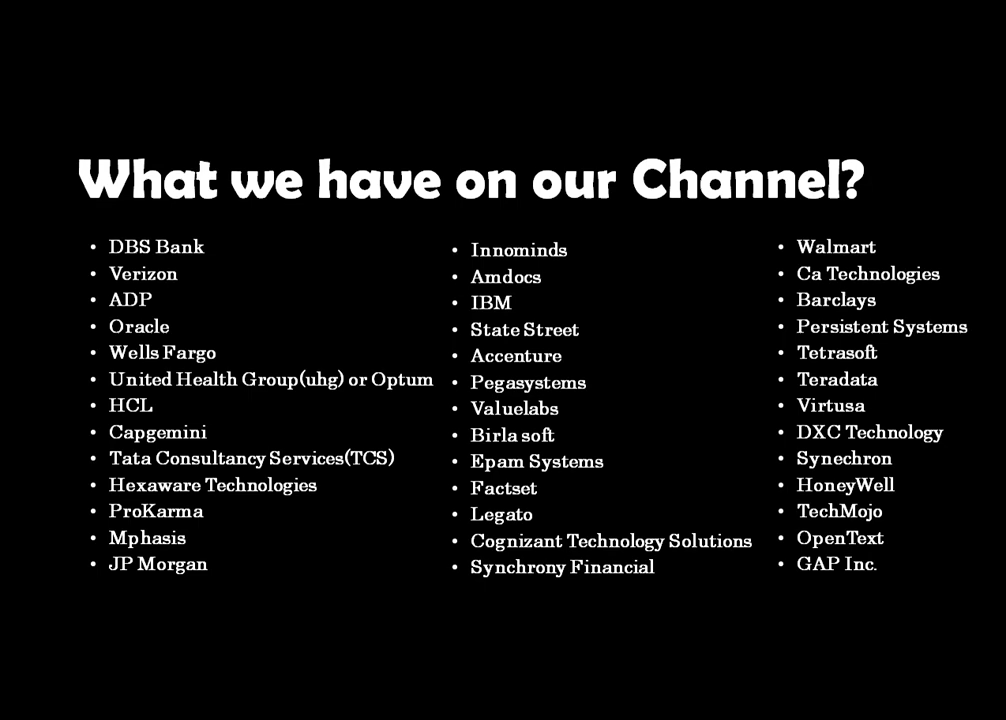 What we have on our Channel?
• DBS Bank
• Verizon
• ADP
• Oracle
• Wells Fargo
• United Health Group(uhg) or Optum
• HCL
• Capgemini
• Tata Consultancy Services(TCS)
• Hexaware Technologies
• ProKarma
• Mphasis
• JP Morgan
• Innominds
• Amdocs
• IBM
• State Street
• Accenture
• Pegasystems
• Valuelabs
• Birla soft
• Epam Systems
• Factset
• Legato
• Cognizant Technology Solutions
• Synchrony Financial
• Walmart
• Ca Technologies
• Barclays
• Persistent Systems
• Tetrasoft
• Teradata
• Virtusa
• DXC Technology
• Synechron
• HoneyWell
• TechMojo
• OpenText
• GAP Inc.